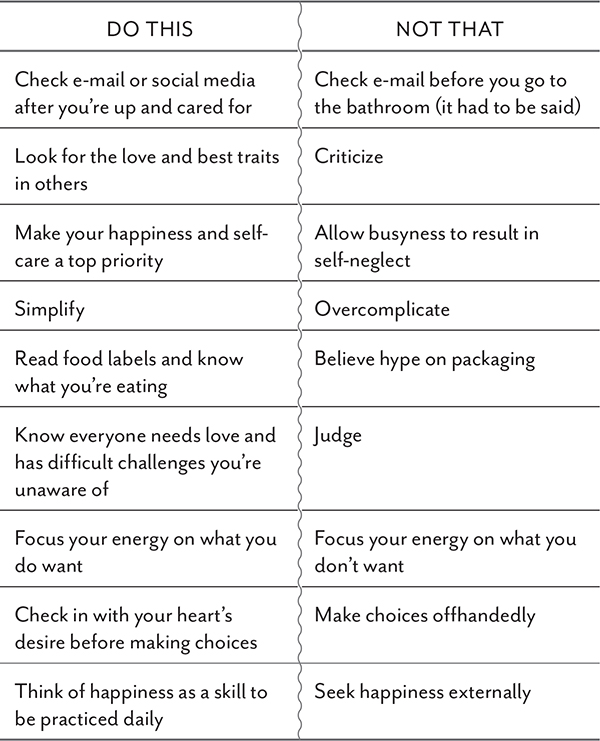 DO THIS
NOT THAT
Check e-mail or social media
after you're up and cared for
Check e-mail before you go to
the bathroom (it had to be said)
Look for the love and best traits
in others
Criticize
Make your happiness and self-
care a top priority
Allow busyness to result in
self-neglect
Simplify
Overcomplicate
Read food labels and know
what you're eating
Believe hype on packaging
Know everyone needs love and
has difficult challenges you're
unaware of
Judge
Focus your energy on what you
do want
Focus your energy on what you
don't want
Check in with your heart's
desire before making choices
Make choices offhandedly
Think of happiness as a skill to
be practiced daily
Seek happiness externally